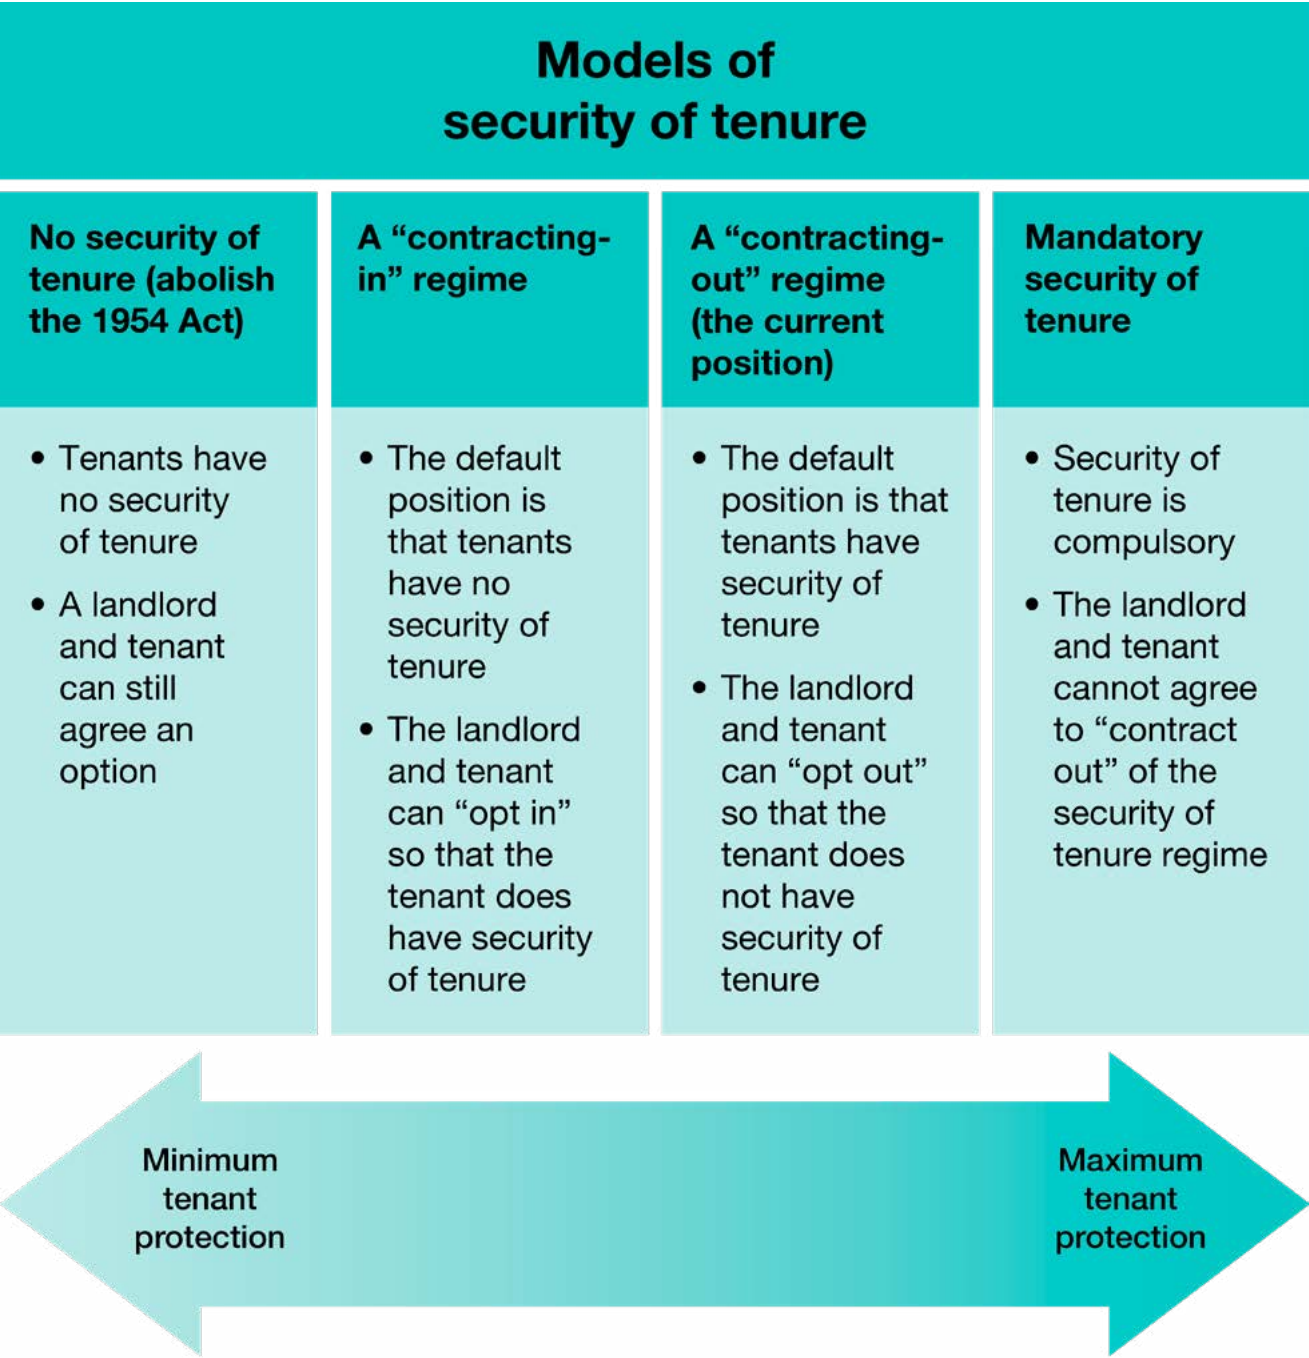 Models of
security of tenure
No security of
tenure (abolish
the 1954 Act)
• Tenants have
no security
of tenure
• A landlord
and tenant
can still
agree an
option
A “contracting-
in” regime
• The default
position is
that tenants
have no
security of
tenure
• The landlord
and tenant
can “opt in”
so that the
tenant does
have security
of tenure
A “contracting-
out” regime
(the current
position)
• The default
position is that
tenants have
security of
tenure
• The landlord
and tenant
can “opt out”
so that the
tenant does
not have
security of
tenure
Mandatory
security of
tenure
• Security of
tenure is
compulsory
• The landlord
and tenant
cannot agree
to “contract
out” of the
security of
tenure regime
Minimum
tenant
protection
Maximum
tenant
protection